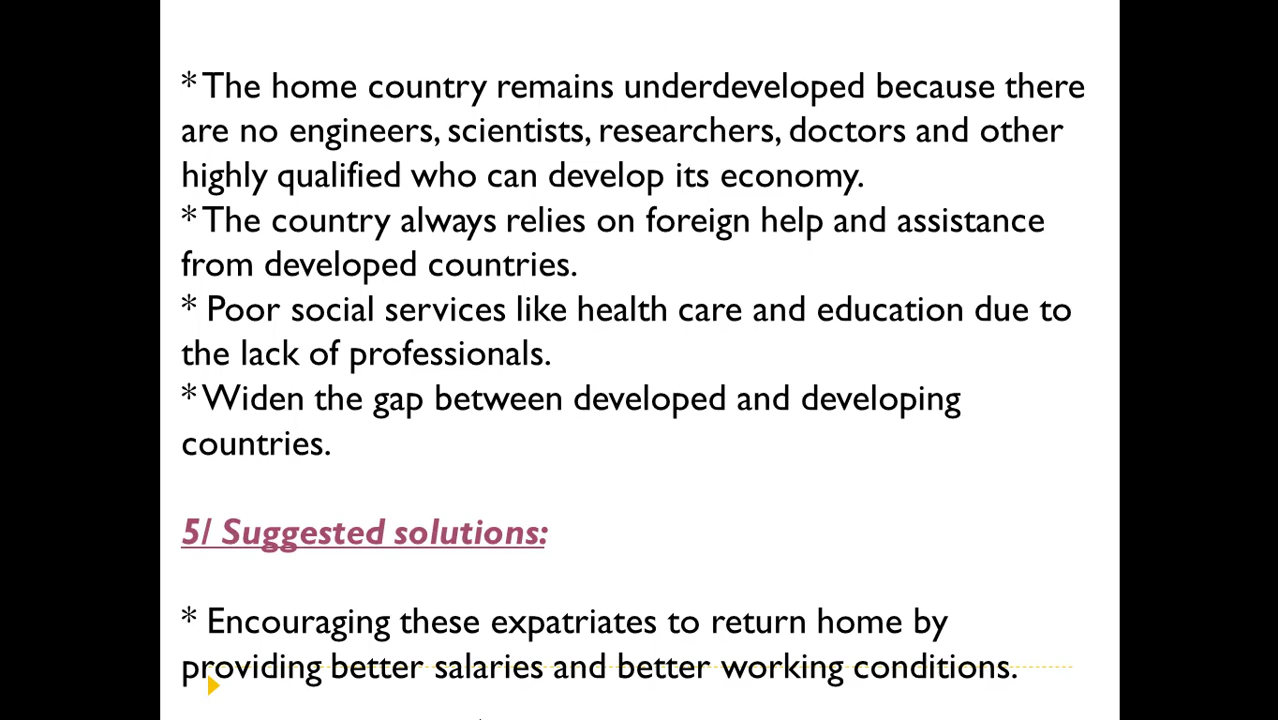 * The home country remains underdeveloped because there
are no engineers, scientists, researchers, doctors and other
highly qualified who can develop its economy.
* The country always relies on foreign help and assistance
from developed countries.
* Poor social services like health care and education due to
the lack of professionals.
* Widen the gap between developed and developing
countries.
5/ Suggested solutions:
* Encouraging these expatriates to return home by
providing better salaries and better working conditions.